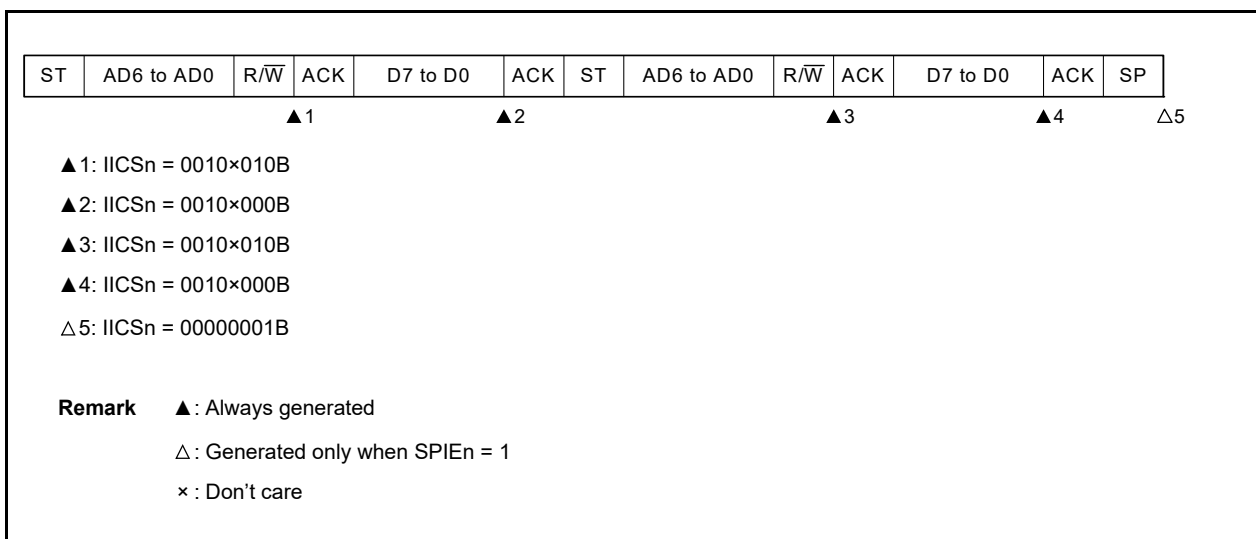 ST AD6 to AD0 R/W̅ ACK D7 to D0 ACK ST AD6 to AD0 R/W̅ ACK D7 to D0 ACK SP
▲1 ▲2 ▲3 ▲4 △5
▲1: IICSn = 0010×010B
▲2: IICSn = 0010×000B
▲3: IICSn = 0010×010B
▲4: IICSn = 0010×000B
△5: IICSn = 00000001B
Remark ▲: Always generated
△: Generated only when SPIEn = 1
× : Don’t care